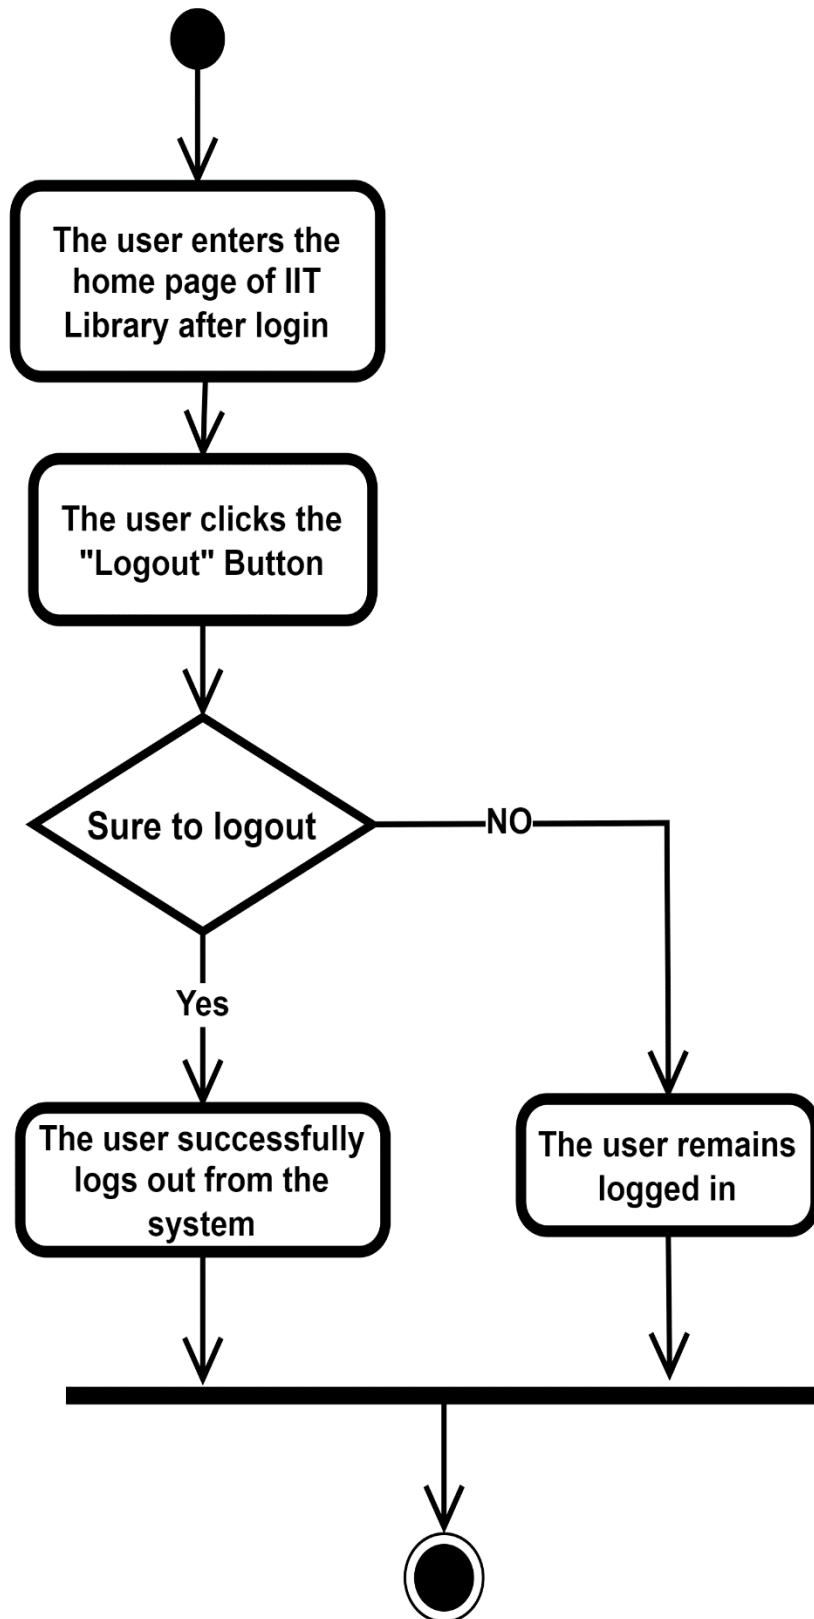 The user enters the
home page of IIT
Library after login
The user clicks the
"Logout" Button
Sure to logout
NO
Yes
The user successfully
logs out from the
system
The user remains
logged in